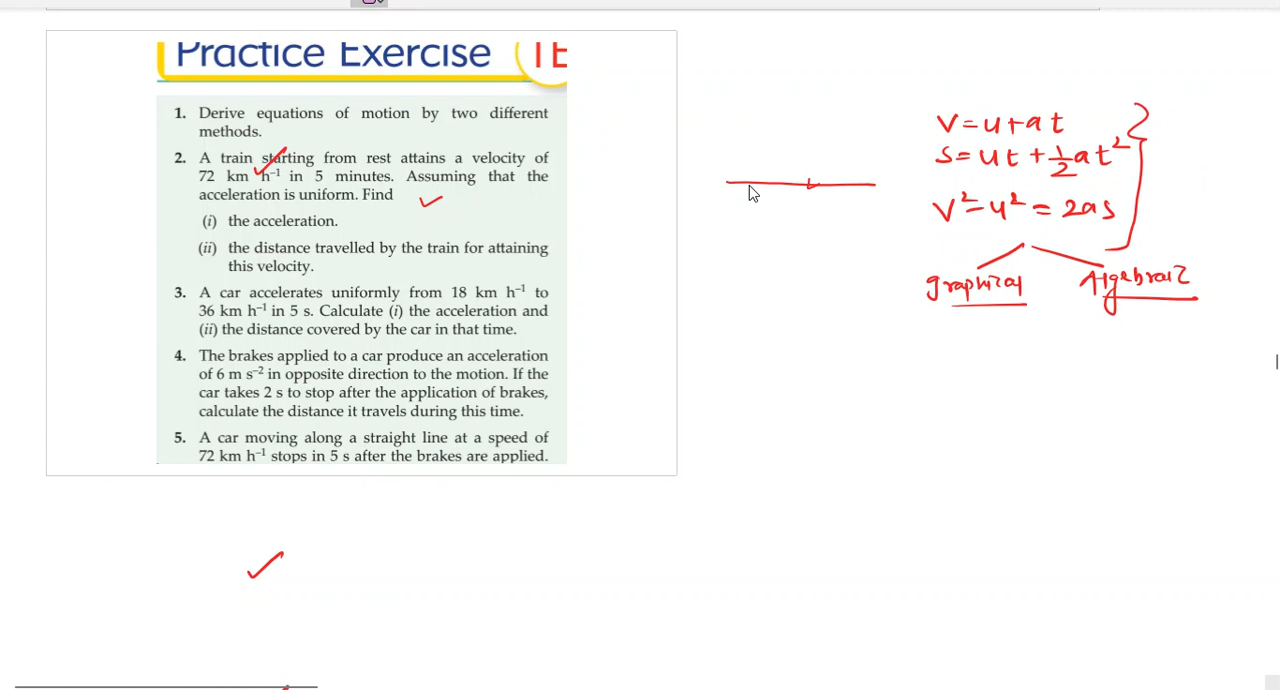 Practice Exercise 1E
1. Derive equations of motion by two different
methods.
2. A train starting from rest attains a velocity of
72 km h⁻¹ in 5 minutes. Assuming that the
acceleration is uniform. Find
(i) the acceleration.
(ii) the distance travelled by the train for attaining
this velocity.
3. A car accelerates uniformly from 18 km h⁻¹ to
36 km h⁻¹ in 5 s. Calculate (i) the acceleration and
(ii) the distance covered by the car in that time.
4. The brakes applied to a car produce an acceleration
of 6 m s⁻² in opposite direction to the motion. If the
car takes 2 s to stop after the application of brakes,
calculate the distance it travels during this time.
5. A car moving along a straight line at a speed of
72 km h⁻¹ stops in 5 s after the brakes are applied.
v = u + at
s = ut + ½at²
v² - u² = 2as
graphical
Algebraic